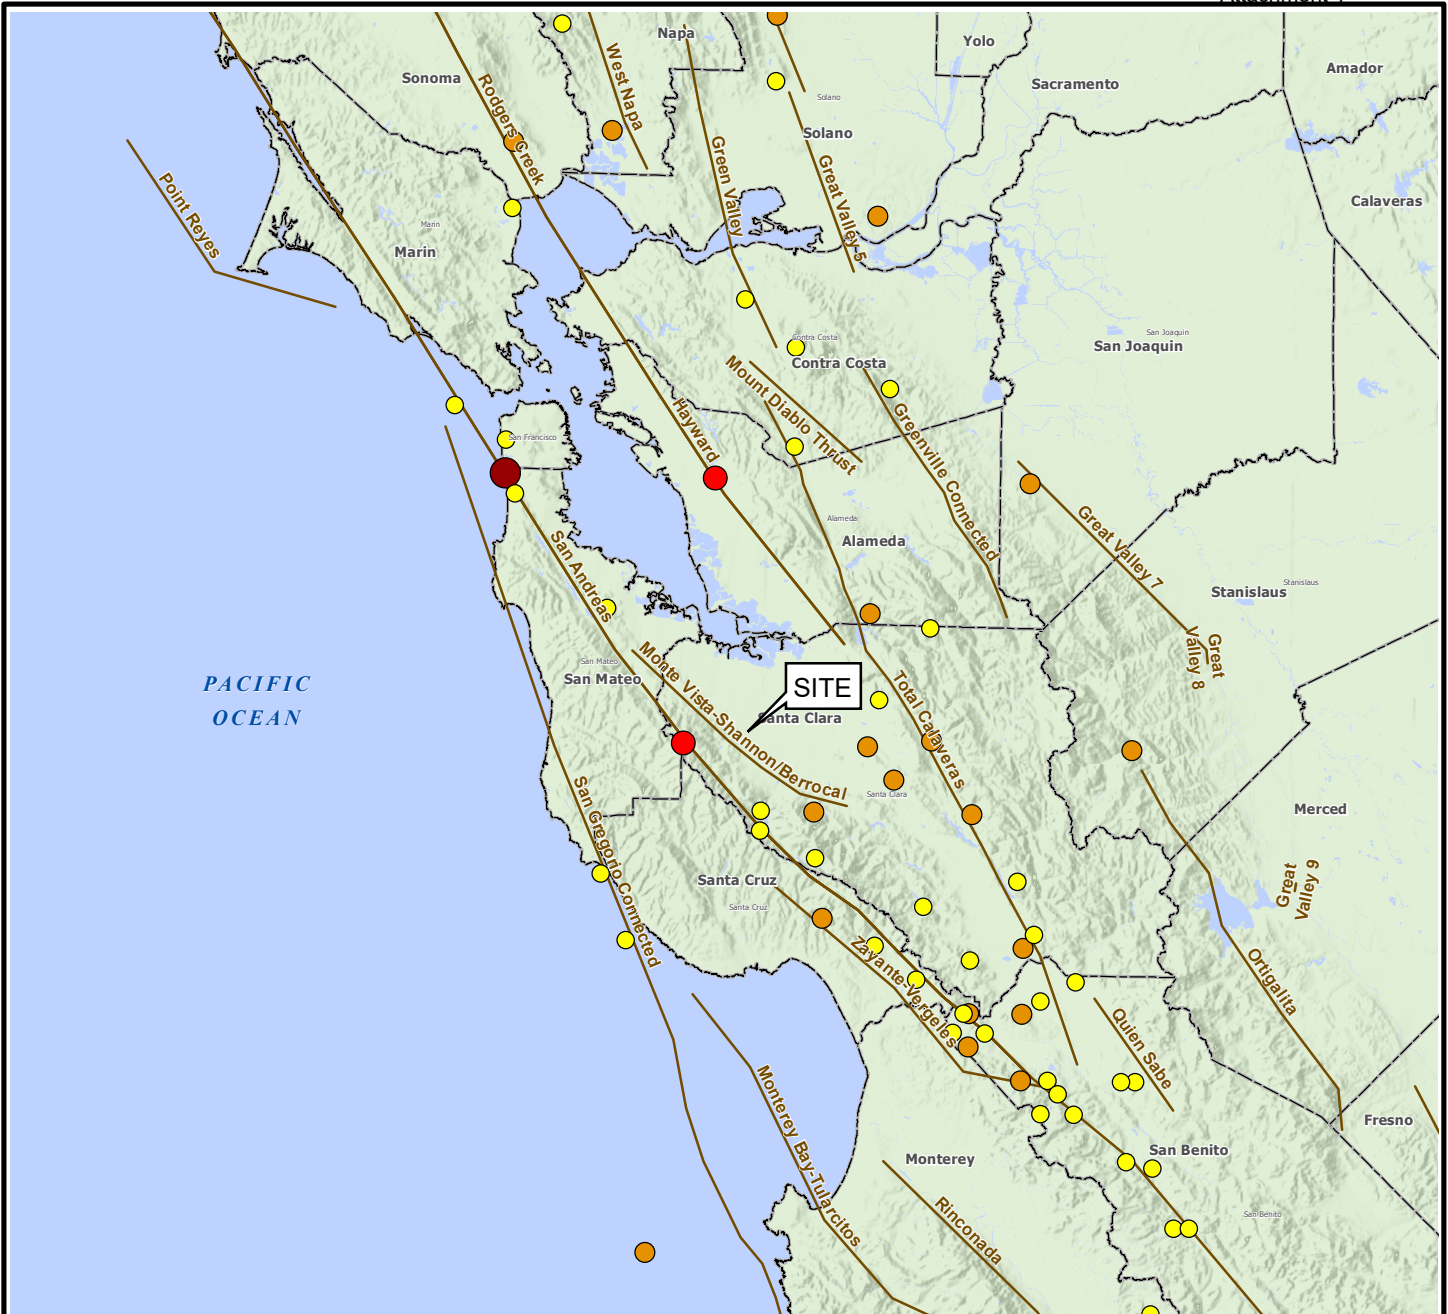 Napa
Yolo
Sonoma
West Napa
Amador
Sacramento
Rodgers Creek
Solano
Solano
Green Valley
Great Valley 5
Point Reyes
Calaveras
Marin
Marin
San Joaquin
San Joaquin
Contra Costa
Contra Costa
Mount Diablo Thrust
Hayward
Greenville Connected
San Francisco
Great Valley 7
Alameda
Alameda
San Andreas
Stanislaus
Stanislaus
Great
Valley 8
Monte Vista-Shannon/Berrocal
San Mateo
San Mateo
SITE
Santa Clara
Total Calaveras
PACIFIC
OCEAN
Santa Clara
Merced
San Gregorio Connected
Santa Cruz
Santa Cruz
Great
Valley 9
Zayante-Vergeles
Ortigalita
Quien Sabe
Monterey Bay-Tularcitos
Fresno
San Benito
Monterey
San Benito
Rinconada